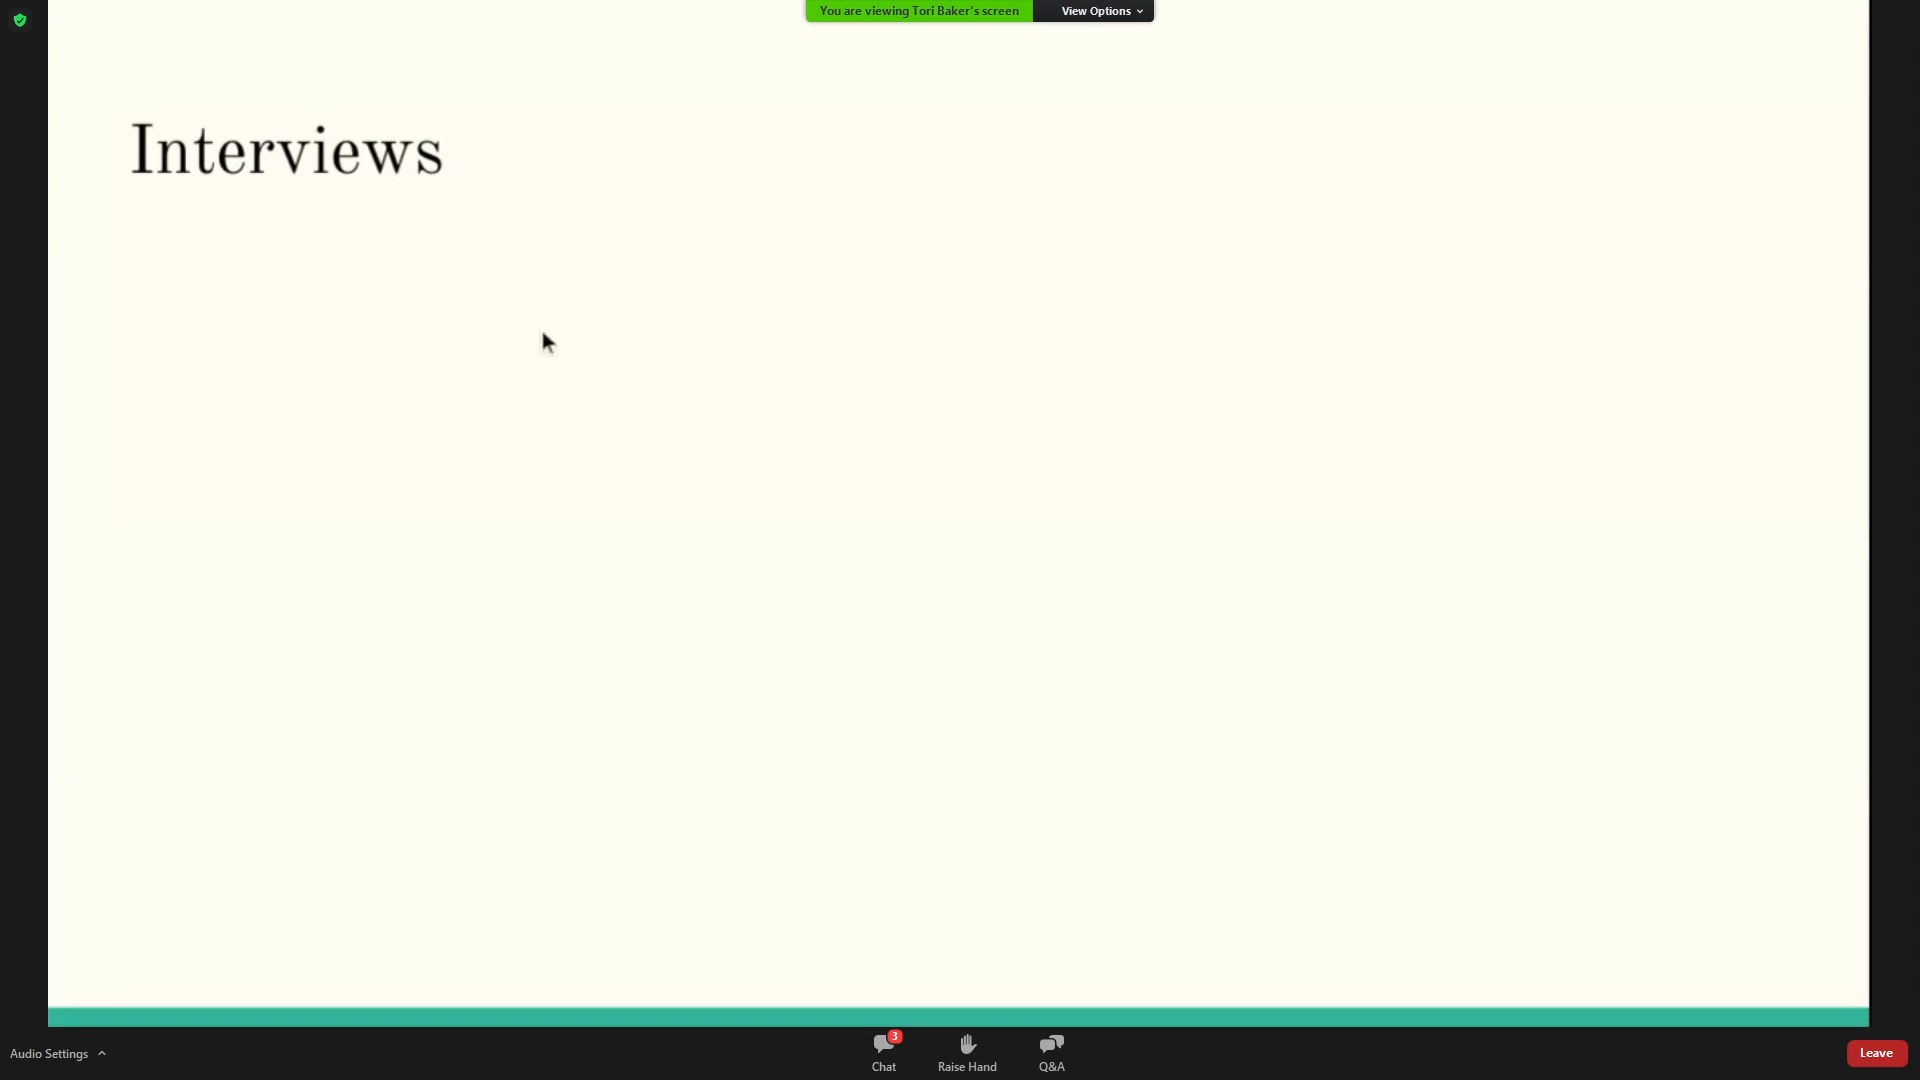 You are viewing Tori Baker's screen
View Options
Interviews
Audio Settings
3
Chat
Raise Hand
Q&A
Leave